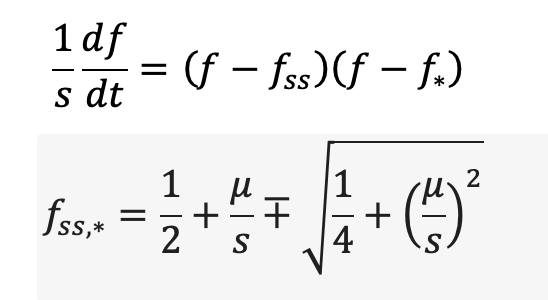 1/s df/dt = (f − f_ss)(f − f_*)
f_ss,* = 1/2 + μ/s ∓ √(1/4 + (μ/s)²)